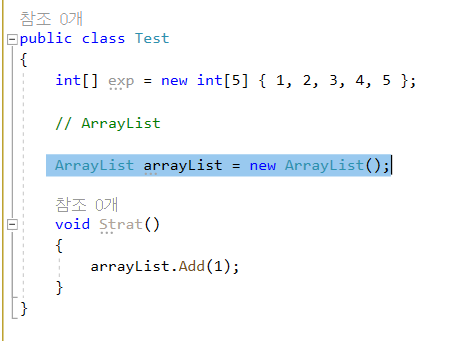 참조 0개
public class Test
{
int[] exp = new int[5] { 1, 2, 3, 4, 5 };
// ArrayList
ArrayList arrayList = new ArrayList();
참조 0개
void Strat()
{
arrayList.Add(1);
}
}